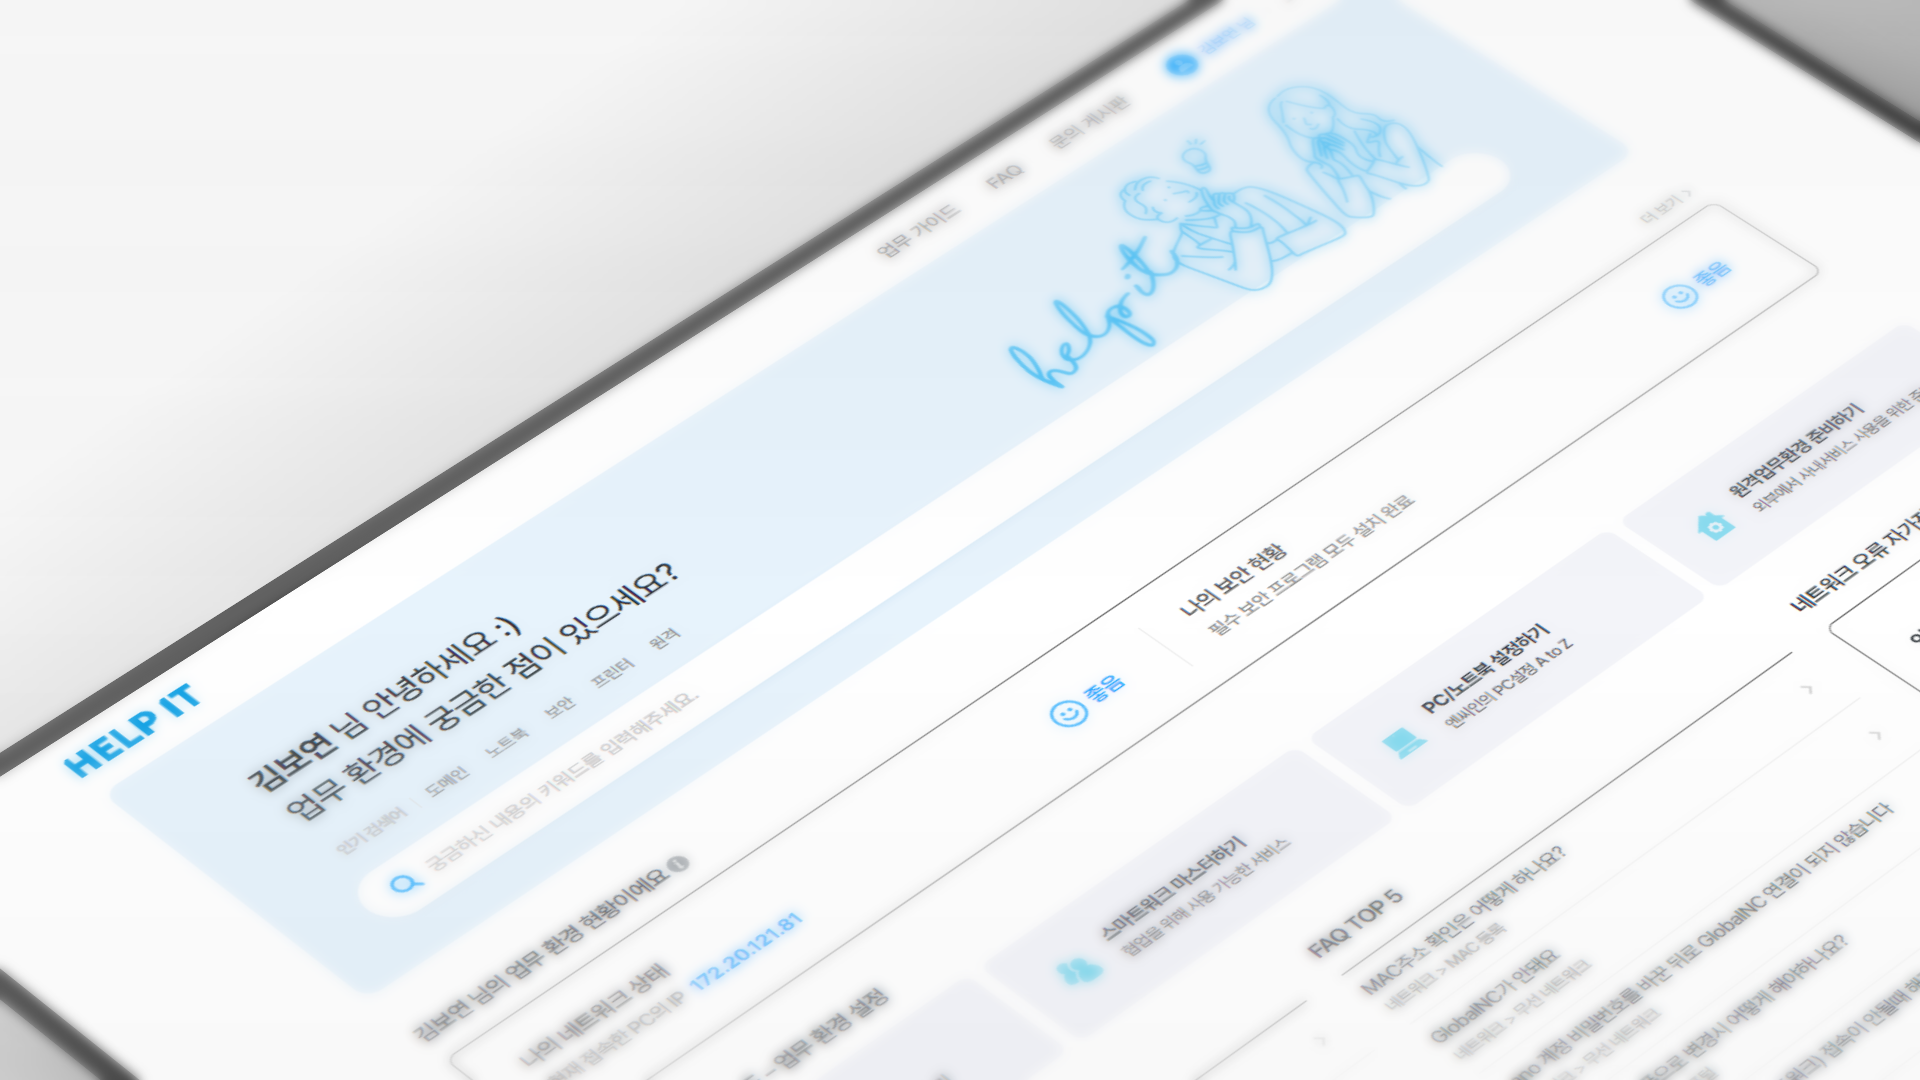 HELP IT
업무 가이드
FAQ
문의 게시판
김보연 님 안녕하세요 :)
업무 환경에 궁금한 점이 있으세요?
help it
인기 검색어 | 도메인 노트북 보안 프린터 원격
궁금하신 내용의 키워드를 입력해주세요.
김보연 님의 업무 환경 현황이에요
더 보기 >
나의 네트워크 상태
현재 접속한 PC의 IP 172.20.121.81
좋음
나의 보안 현황
필수 보안 프로그램 모두 설치 완료
좋음
업무 환경 설정
스마트워크 마스터하기
협업을 위해 사용 가능한 서비스
PC/노트북 설정하기
엔씨인의 PC설정 A to Z
원격업무환경 준비하기
외부에서 사내서비스 사용을 위한
FAQ TOP 5
MAC주소 확인은 어떻게 하나요?
네트워크 > MAC 등록
GlobalNC가 안돼요
네트워크 > 무선 네트워크
계정 비밀번호를 바꾼 뒤로 GlobalNC 연결이 되지 않습니다
> 무선 네트워크
변경시 어떻게 해야하나요?
접속이 안될때
네트워크 오류